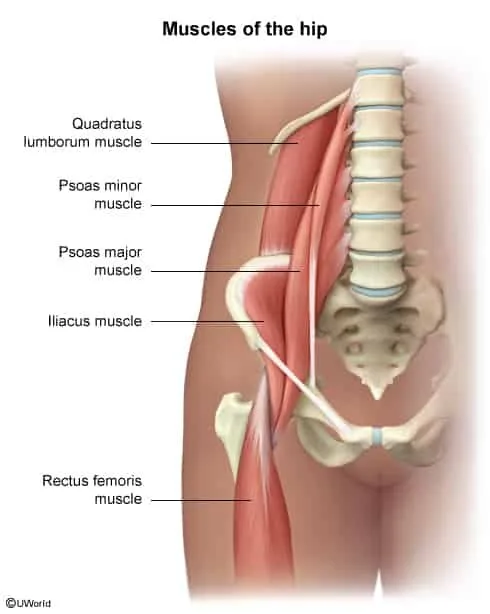 Muscles of the hip
Quadratus
lumborum muscle
Psoas minor
muscle
Psoas major
muscle
Iliacus muscle
Rectus femoris
muscle
©UWorld